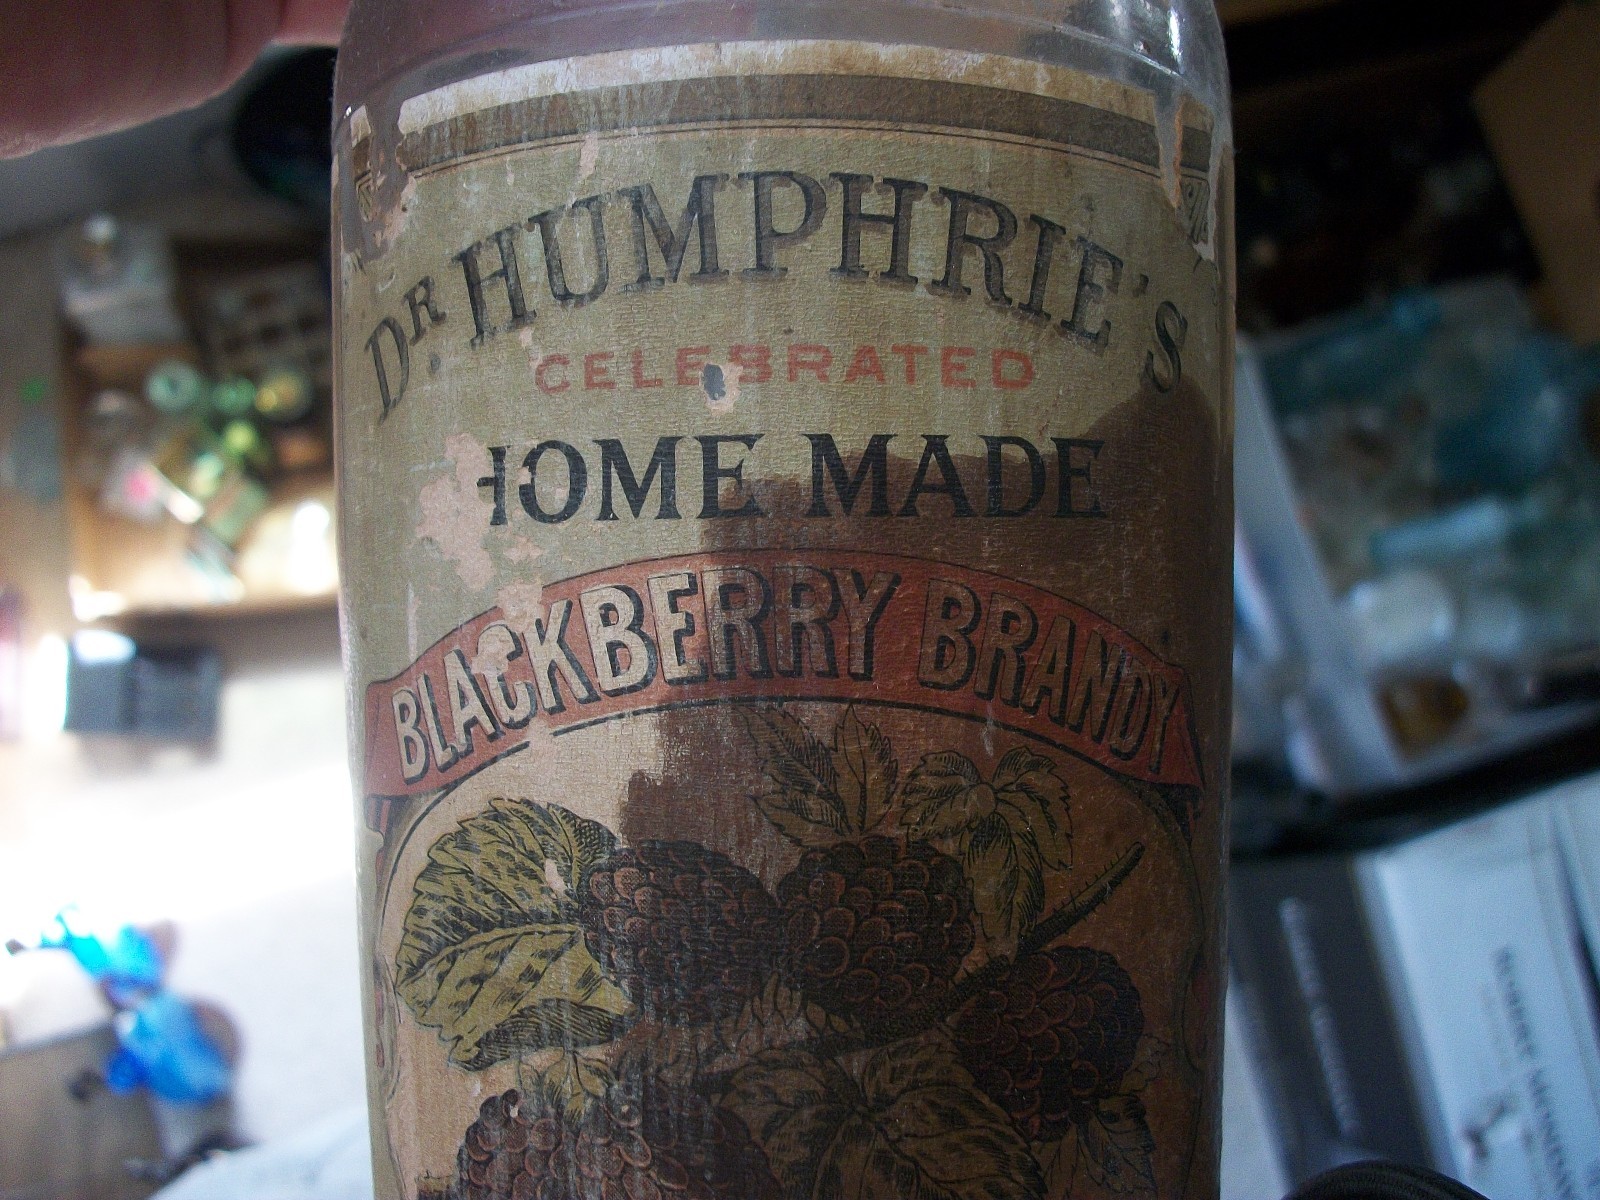 DR. HUMPHRIE'S
CELEBRATED
HOME MADE
BLACKBERRY BRANDY